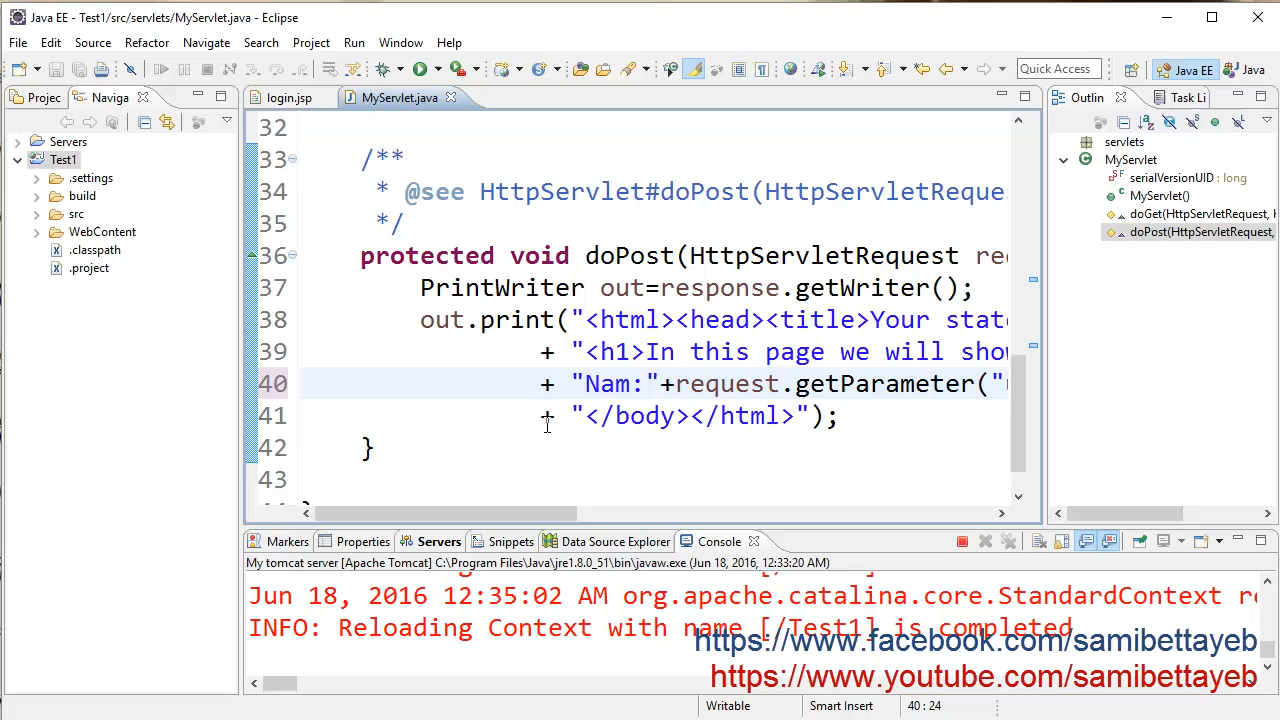 Java EE - Test1/src/servlets/MyServlet.java - Eclipse
File Edit Source Refactor Navigate Search Project Run Window Help
Quick Access Java EE Java
Projec Naviga login.jsp MyServlet.java Outlin Task Li
Servers
Test1
.settings
build
src
WebContent
.classpath
.project
32
33 /**
34 * @see HttpServlet#doPost(HttpServletReque
35 */
36 protected void doPost(HttpServletRequest re
37 PrintWriter out=response.getWriter();
38 out.print("<html><head><title>Your stat
39 + "<h1>In this page we will sho
40 + "Nam:"+request.getParameter("
41 + "</body></html>");
42 }
43
servlets
MyServlet
serialVersionUID : long
MyServlet()
doGet(HttpServletRequest,
doPost(HttpServletRequest,
Markers Properties Servers Snippets Data Source Explorer Console
My tomcat server [Apache Tomcat] C:\Program Files\Java\jre1.8.0_51\bin\javaw.exe (Jun 18, 2016, 12:33:20 AM)
Jun 18, 2016 12:35:02 AM org.apache.catalina.core.StandardContext re
INFO: Reloading Context with name [/Test1] is completed
https://www.facebook.com/samibettayeb
https://www.youtube.com/samibettayeb
Writable Smart Insert 40 : 24